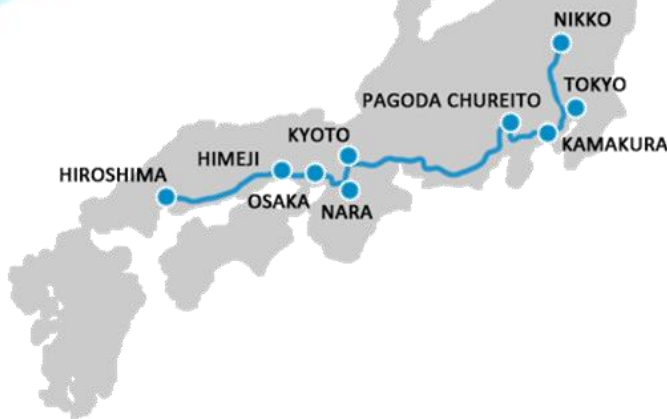 NIKKO
TOKYO
PAGODA CHUREITO
KAMAKURA
KYOTO
HIMEJI
HIROSHIMA
OSAKA
NARA